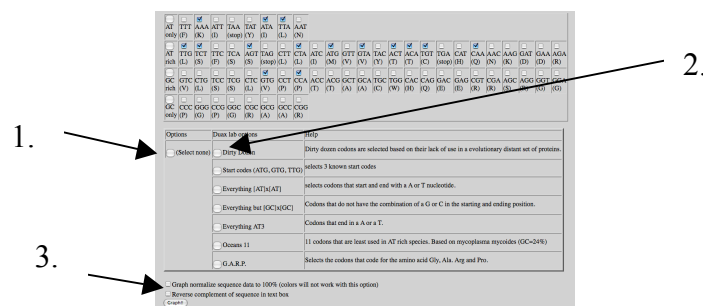 AT only TTT (F) AAA (K) ATT (I) TAA (stop) TAT (Y) ATA (I) TTA (L) AAT (N)
AT rich TTG (L) TCT (S) TTC (F) TCA (S) AGT (S) TAG (stop) CTT (L) CTA (L) ATC (I) ATG (M) GTT (V) GTA (V) TAC (Y) ACT (T) ACA (T) TGT (C) TGA (stop) CAT (H) CAA (Q) AAC (N) AAG (K) GAT (D) GAA (D) AGA (R)
GC rich GTC (V) CTG (L) TCC (S) TCG (S) CTC (L) GTG (V) CCT (P) CCA (P) ACC (T) ACG (T) GCT (A) GCA (A) TGC (C) TGG (W) CAC (H) CAG (Q) GAC (E) GAG (E) CGT (R) CGA (R) AGC (S) AGG (R) GGT (G) GGA (G)
GC only CCC (P) GGG (G) CCG (P) GGC (G) CGC (R) GCG (A) GCC (A) CGG (R)
2.
1.
Options Duax lab options Help
(Select none) Dirty Dozen Dirty dozen codons are selected based on their lack of use in a evolutionary distant set of proteins.
Start codes (ATG, GTG, TTG) selects 3 known start codes
Everything [AT]x[AT] selects codons that start and end with a A or T nucleotide.
Everything but [GC]x[GC] Codons that do not have the combination of a G or C in the starting and ending position.
Everything AT3 Codons that end in a A or a T.
Oceans 11 11 codons that are least used in AT rich species. Based on mycoplasma mycoides (GC=24%)
G.A.R.P. Selects the codons that code for the amino acid Gly, Ala. Arg and Pro.
3.
Graph normalize sequence data to 100% (colors will not work with this option)
Reverse complement of sequence in text box
Graph!!